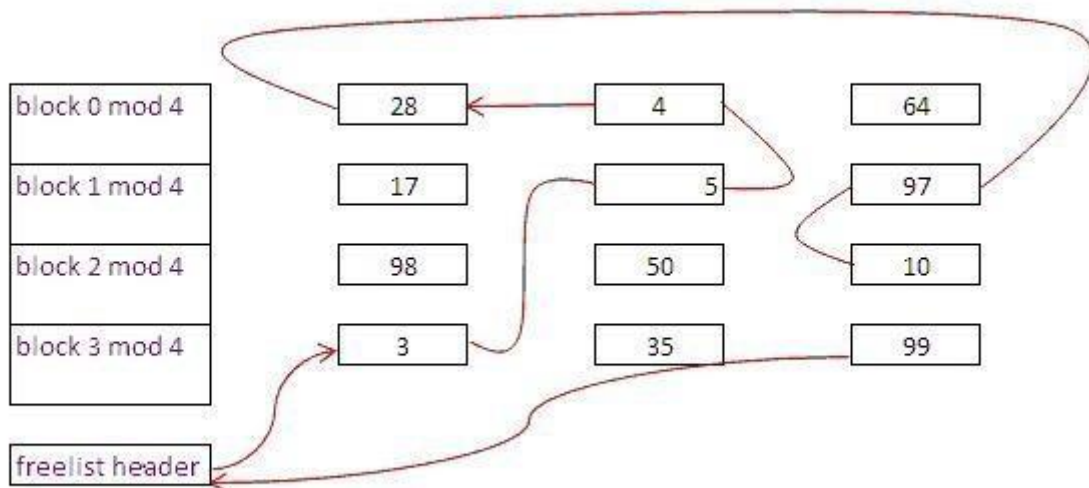 block 0 mod 4 28 4 64
block 1 mod 4 17 5 97
block 2 mod 4 98 50 10
block 3 mod 4 3 35 99
freelist header